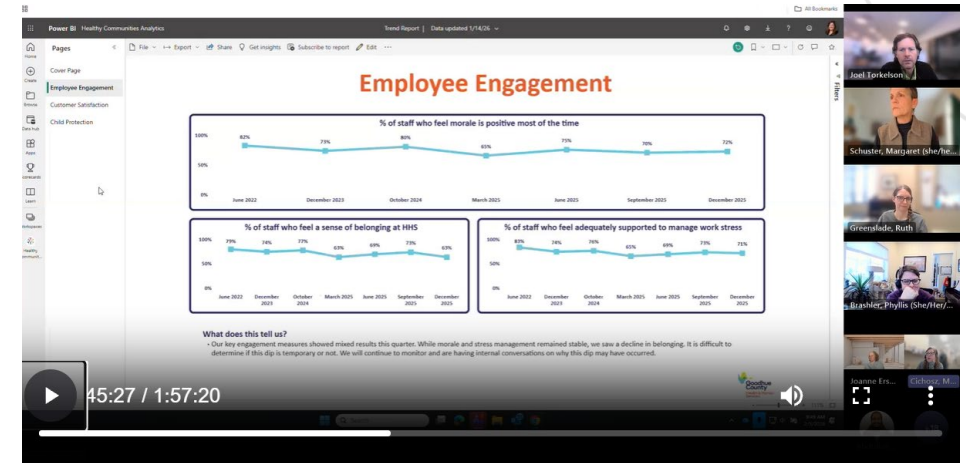 All Bookmarks
Power BI Healthy Communities Analytics
Trend Report | Data updated 5/14/26
Home
Create
Browse
Data hub
Apps
Learn
Pages
Cover Page
Employee Engagement
Customer Satisfaction
Child Protection
File
Export
Share
Get insights
Subscribe to report
Edit
Filters
Employee Engagement
% of staff who feel morale is positive most of the time
100%
50%
0%
82% 73% 80% 65% 75% 70% 72%
June 2022 December 2023 October 2024 March 2025 June 2025 September 2025 December 2025
% of staff who feel a sense of belonging at HHS
100%
50%
0%
79% 74% 77% 63% 69% 73% 63%
June 2022 December 2023 October 2024 March 2025 June 2025 September 2025 December 2025
% of staff who feel adequately supported to manage work stress
100%
50%
0%
83% 74% 76% 65% 69% 73% 71%
June 2022 December 2023 October 2024 March 2025 June 2025 September 2025 December 2025
What does this tell us?
• Our key engagement measures showed mixed results this quarter. While morale and stress management remained stable, we saw a decline in belonging. It is difficult to
determine if this dip is temporary or not. We will continue to monitor and are having internal conversations on why this dip may have occurred.
Goodhue
County
Joel Torkelson
Schuster, Margaret (she/he...
Greenslade, Ruth
Brashler, Phyllis (She/Her/...
Joanne Ers...
Cichosz, M...
45:27 / 1:57:20